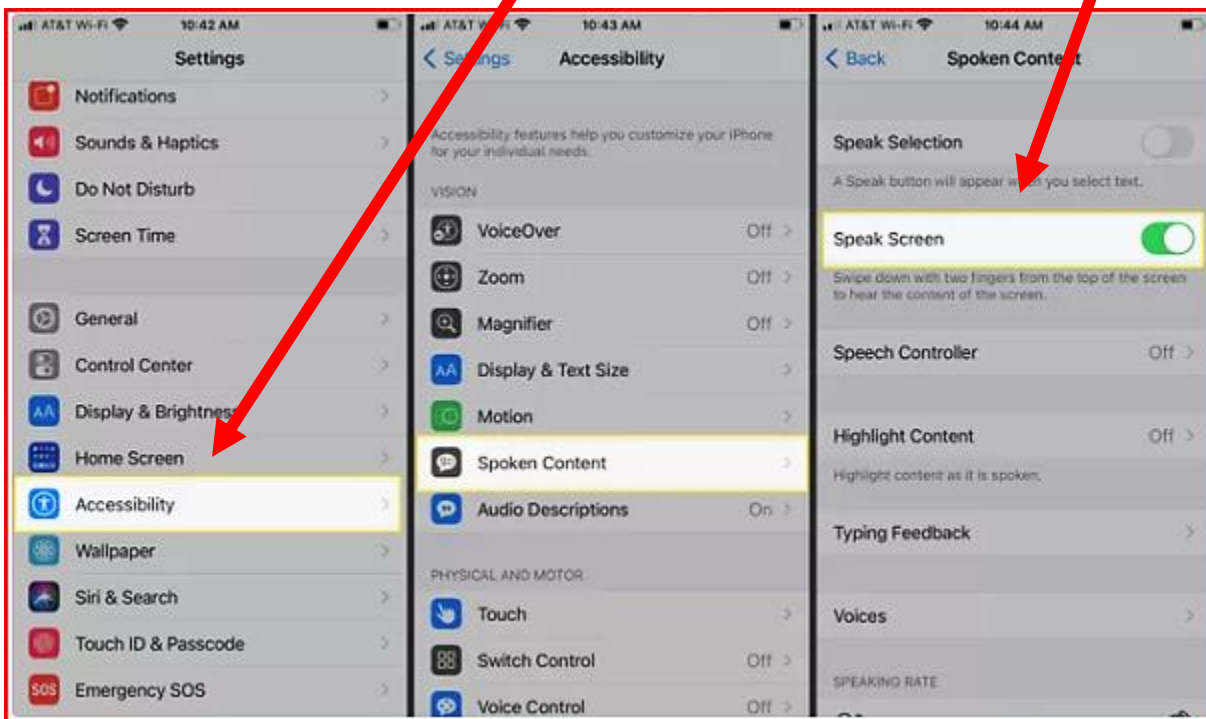 AT&T Wi-Fi 10:42 AM
Settings
Notifications
Sounds & Haptics
Do Not Disturb
Screen Time
General
Control Center
Display & Brightness
Home Screen
Accessibility
Wallpaper
Siri & Search
Touch ID & Passcode
SOS Emergency SOS
AT&T Wi-Fi 10:43 AM
Settings Accessibility
Accessibility features help you customize your iPhone
for your individual needs.
VISION
VoiceOver Off
Zoom Off
Magnifier Off
AA Display & Text Size
Motion
Spoken Content
Audio Descriptions On
PHYSICAL AND MOTOR
Touch
Switch Control Off
Voice Control Off
AT&T Wi-Fi 10:44 AM
Back Spoken Content
Speak Selection
A Speak button will appear when you select text.
Speak Screen
Swipe down with two fingers from the top of the screen
to hear the content of the screen.
Speech Controller Off
Highlight Content Off
Highlight content as it is spoken.
Typing Feedback
Voices
SPEAKING RATE